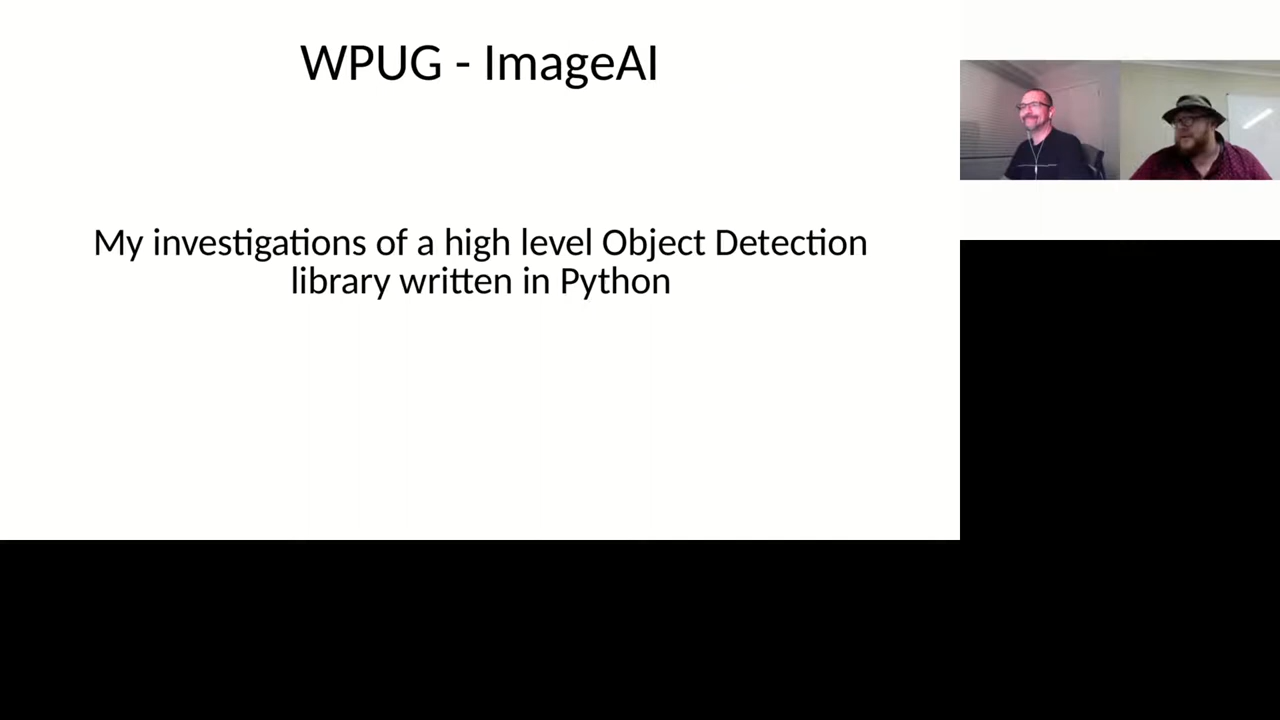 WPUG - ImageAI
My investigations of a high level Object Detection
library written in Python